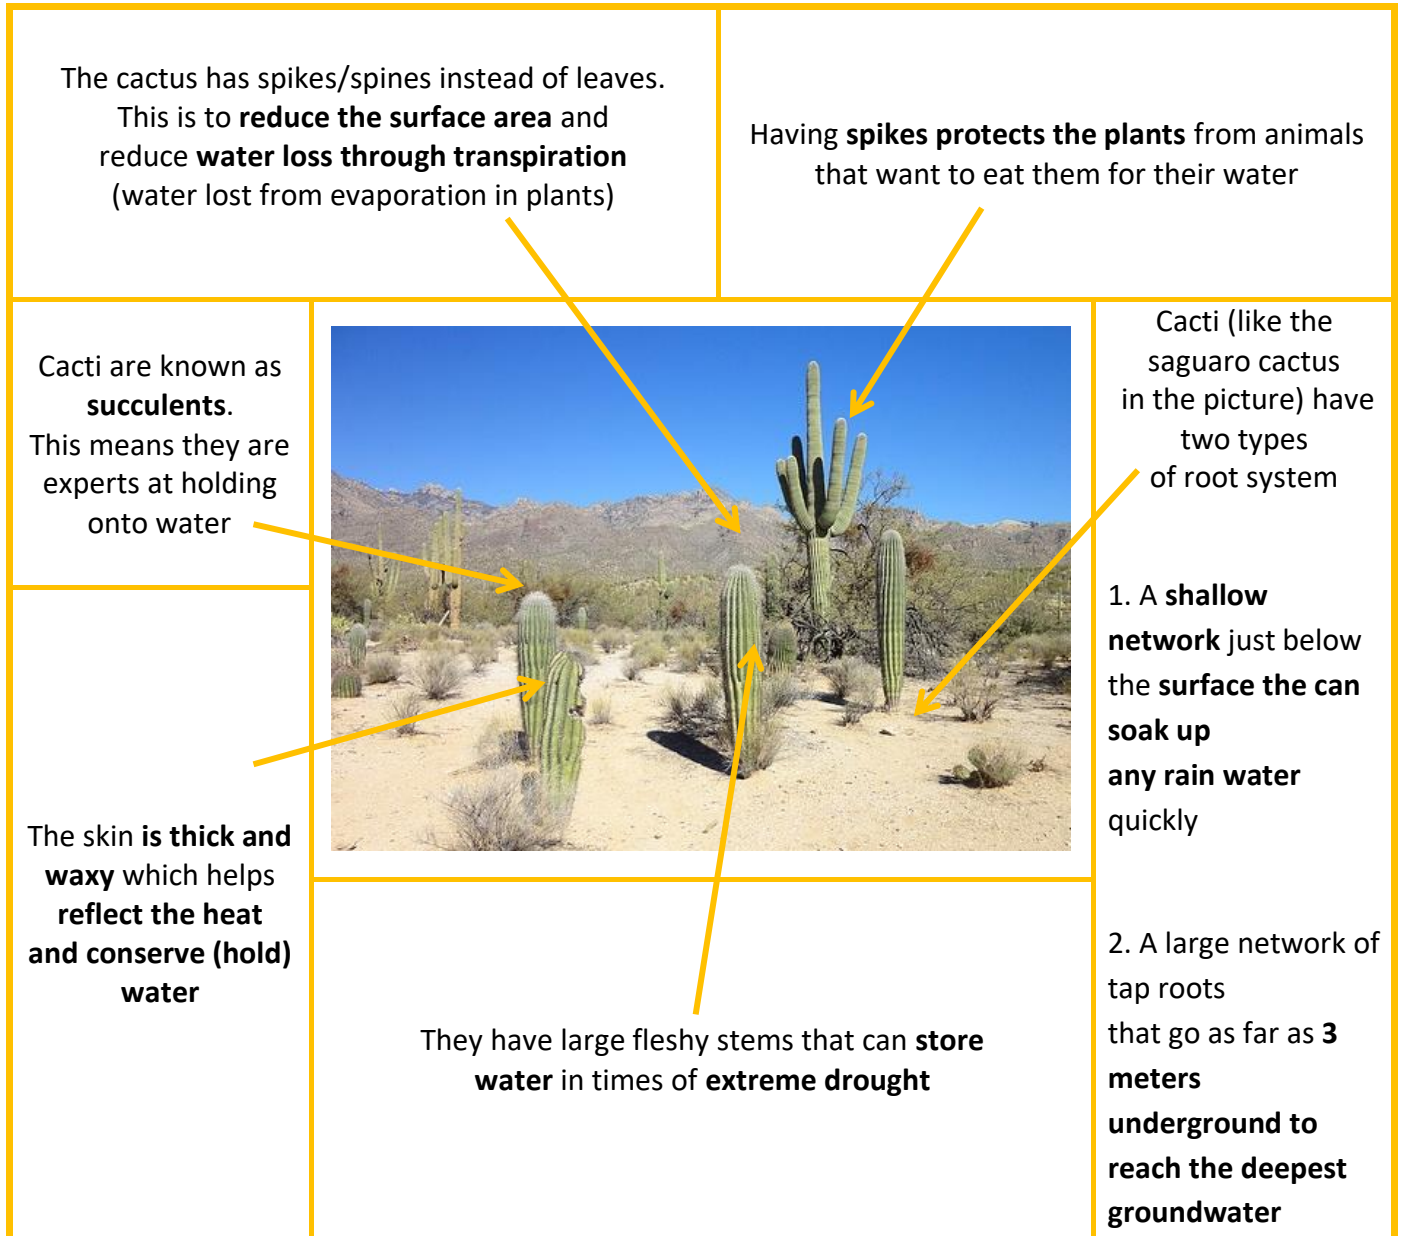 The cactus has spikes/spines instead of leaves.
This is to reduce the surface area and
reduce water loss through transpiration
(water lost from evaporation in plants)
Having spikes protects the plants from animals
that want to eat them for their water
Cacti are known as
succulents.
This means they are
experts at holding
onto water
Cacti (like the
saguaro cactus
in the picture) have
two types
of root system
1. A shallow
network just below
the surface the can
soak up
any rain water
quickly
2. A large network of
tap roots
that go as far as 3
meters
underground to
reach the deepest
groundwater
The skin is thick and
waxy which helps
reflect the heat
and conserve (hold)
water
They have large fleshy stems that can store
water in times of extreme drought